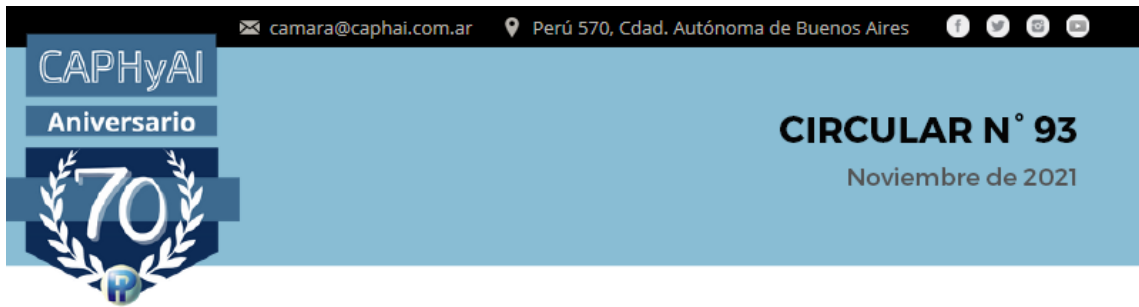 camara@caphai.com.ar Perú 570, Cdad. Autónoma de Buenos Aires
CAPHyAI
Aniversario
70
CIRCULAR N° 93
Noviembre de 2021